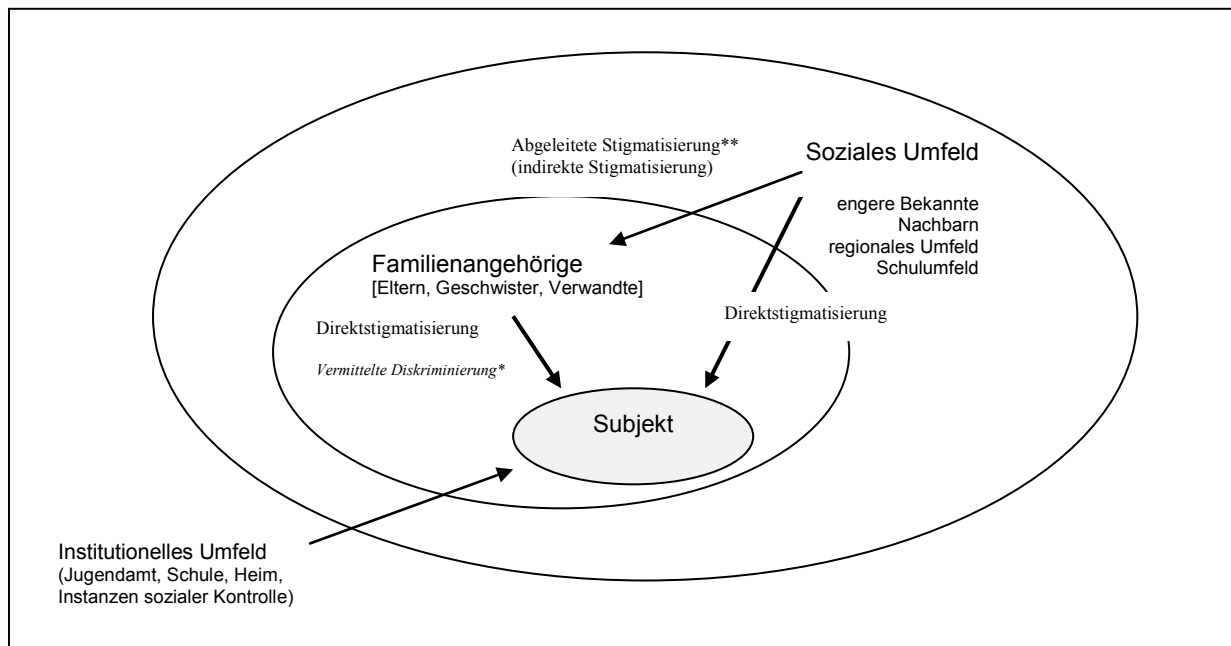 Abgeleitete Stigmatisierung**
(indirekte Stigmatisierung)
Soziales Umfeld
engere Bekannte
Nachbarn
regionales Umfeld
Schulumfeld
Familienangehörige
[Eltern, Geschwister, Verwandte]
Direktstigmatisierung
Direktstigmatisierung
Vermittelte Diskriminierung*
Subjekt
Institutionelles Umfeld
(Jugendamt, Schule, Heim,
Instanzen sozialer Kontrolle)